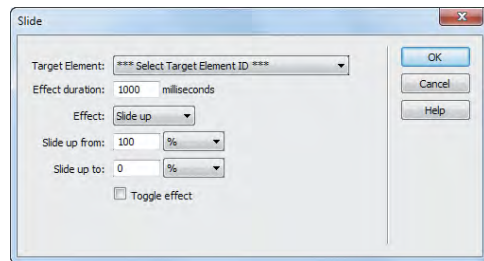 Slide
Target Element: *** Select Target Element ID ***
Effect duration: 1000 milliseconds
Effect: Slide up
Slide up from: 100 %
Slide up to: 0 %
Toggle effect
OK
Cancel
Help